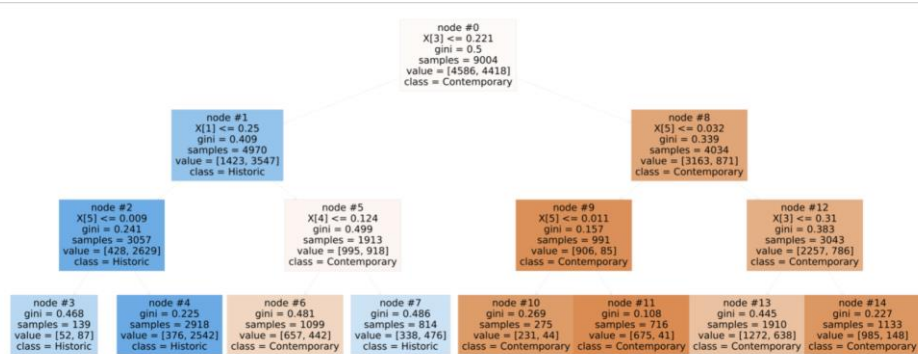 node #0
X[3] <= 0.221
gini = 0.5
samples = 9004
value = [4586, 4418]
class = Contemporary
node #1
X[1] <= 0.25
gini = 0.409
samples = 4970
value = [1423, 3547]
class = Historic
node #8
X[5] <= 0.032
gini = 0.339
samples = 4034
value = [3163, 871]
class = Contemporary
node #2
X[5] <= 0.009
gini = 0.241
samples = 3057
value = [428, 2629]
class = Historic
node #5
X[4] <= 0.124
gini = 0.499
samples = 1913
value = [995, 918]
class = Contemporary
node #9
X[5] <= 0.011
gini = 0.157
samples = 991
value = [906, 85]
class = Contemporary
node #12
X[3] <= 0.31
gini = 0.383
samples = 3043
value = [2257, 786]
class = Contemporary
node #3
gini = 0.468
samples = 139
value = [52, 87]
class = Historic
node #4
gini = 0.225
samples = 2918
value = [376, 2542]
class = Historic
node #6
gini = 0.481
samples = 1099
value = [657, 442]
class = Contemporary
node #7
gini = 0.486
samples = 814
value = [338, 476]
class = Historic
node #10
gini = 0.269
samples = 275
value = [231, 44]
class = Contemporary
node #11
gini = 0.108
samples = 716
value = [675, 41]
class = Contemporary
node #13
gini = 0.445
samples = 1910
value = [1272, 638]
class = Contemporary
node #14
gini = 0.227
samples = 1133
value = [985, 148]
class = Contemporary